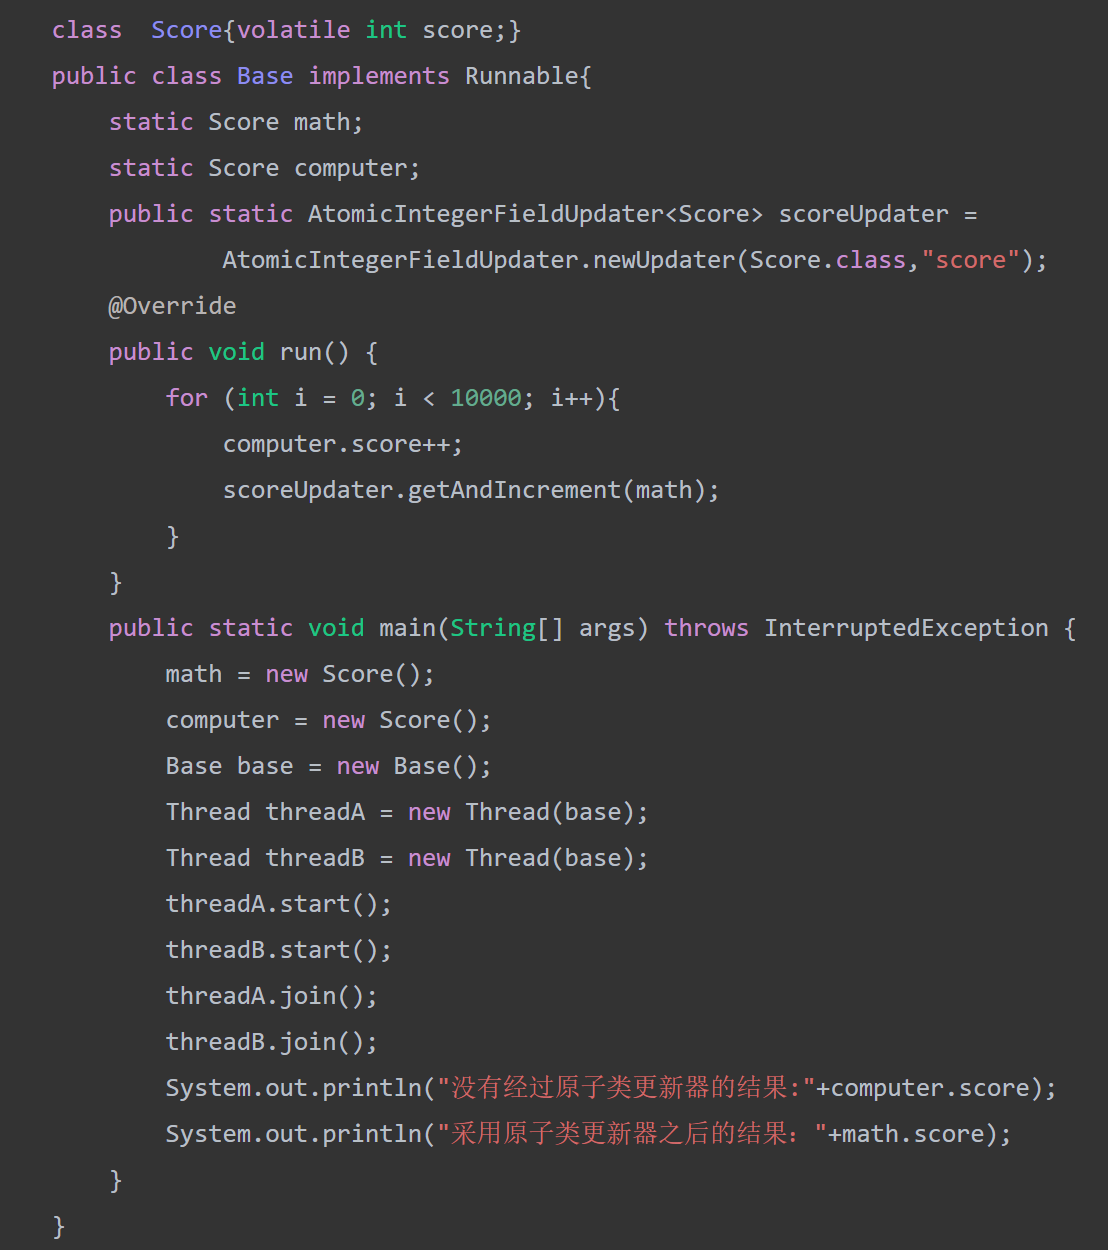 class  Score{volatile int score;}
public class Base implements Runnable{
    static Score math;
    static Score computer;
    public static AtomicIntegerFieldUpdater<Score> scoreUpdater =
            AtomicIntegerFieldUpdater.newUpdater(Score.class,"score");
    @Override
    public void run() {
        for (int i = 0; i < 10000; i++){
            computer.score++;
            scoreUpdater.getAndIncrement(math);
        }
    }
    public static void main(String[] args) throws InterruptedException {
        math = new Score();
        computer = new Score();
        Base base = new Base();
        Thread threadA = new Thread(base);
        Thread threadB = new Thread(base);
        threadA.start();
        threadB.start();
        threadA.join();
        threadB.join();
        System.out.println("没有经过原子类更新器的结果:"+computer.score);
        System.out.println("采用原子类更新器之后的结果："+math.score);
    }
}